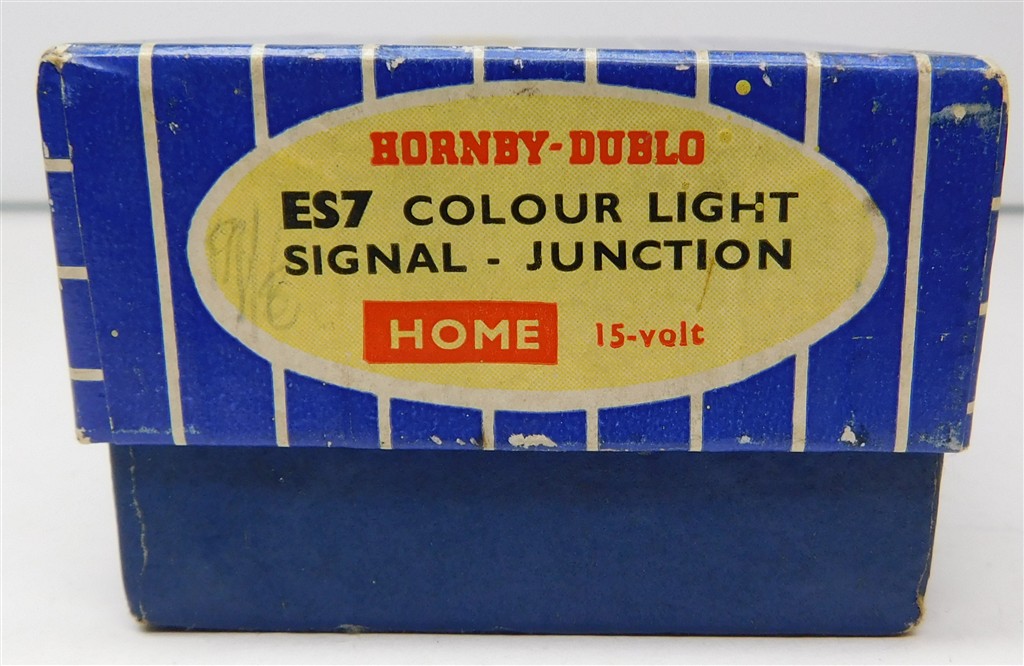 HORNBY-DUBLO
ES7 COLOUR LIGHT
SIGNAL - JUNCTION
HOME 15-volt